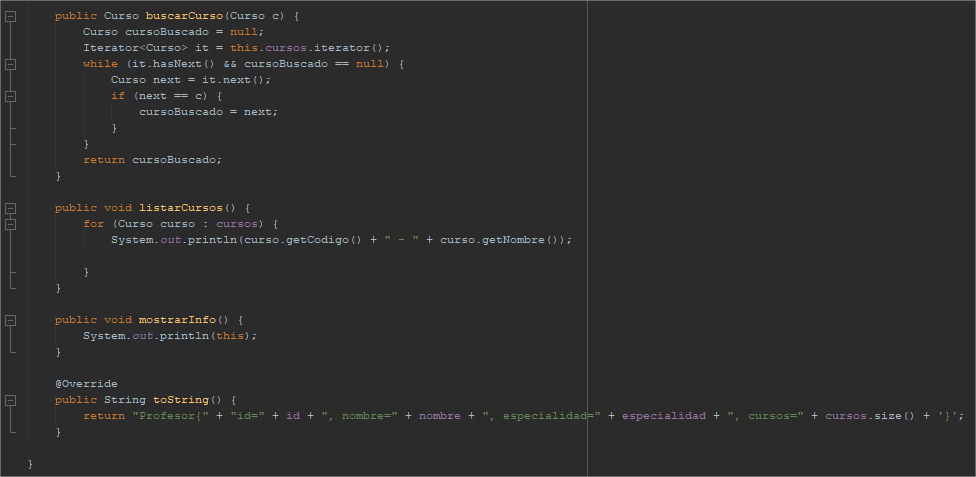 public Curso buscarCurso(Curso c) {
Curso cursoBuscado = null;
Iterator<Curso> it = this.cursos.iterator();
while (it.hasNext() && cursoBuscado == null) {
Curso next = it.next();
if (next == c) {
cursoBuscado = next;
}
}
return cursoBuscado;
}
public void listarCursos() {
for (Curso curso : cursos) {
System.out.println(curso.getCodigo() + " - " + curso.getNombre());
}
}
public void mostrarInfo() {
System.out.println(this);
}
@Override
public String toString() {
return "Profesor{" + "id=" + id + ", nombre=" + nombre + ", especialidad=" + especialidad + ", cursos=" + cursos.size() + '}';
}
}